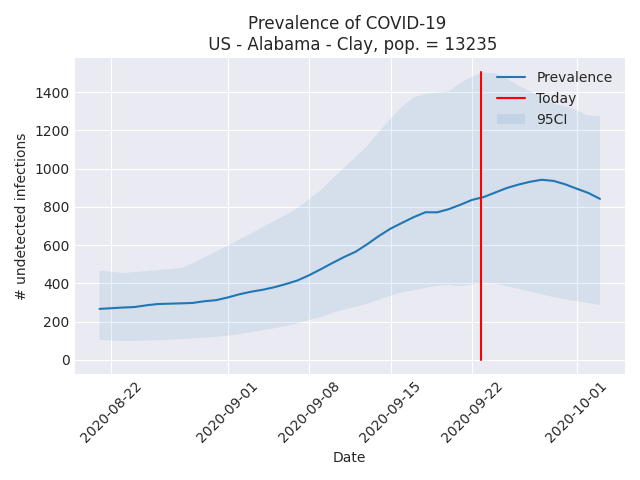 Prevalence of COVID-19
US - Alabama - Clay, pop. = 13235
Prevalence
Today
95CI
# undetected infections
1400
1200
1000
800
600
400
200
0
2020-08-22
2020-09-01
2020-09-08
2020-09-15
2020-09-22
2020-10-01
Date